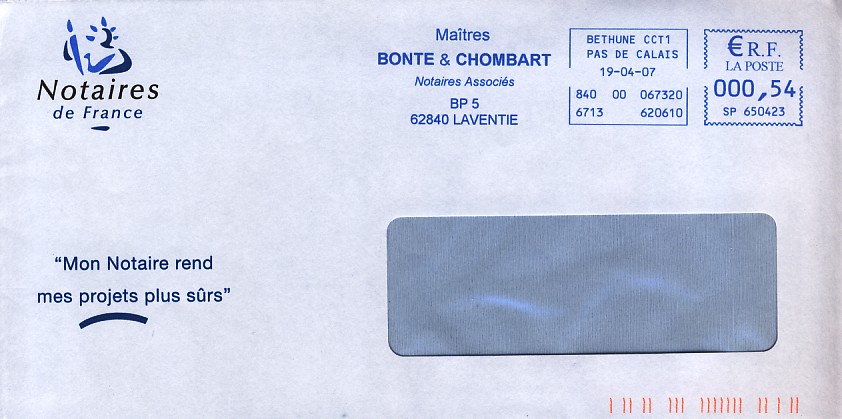 Notaires
de France
Maîtres
BONTE & CHOMBART
Notaires Associés
BP 5
62840 LAVENTIE
BETHUNE CCT1
PAS DE CALAIS
19-04-07
840 00 067320
6713 620610
€ R.F.
LA POSTE
000,54
SP 650423
“Mon Notaire rend
mes projets plus sûrs”